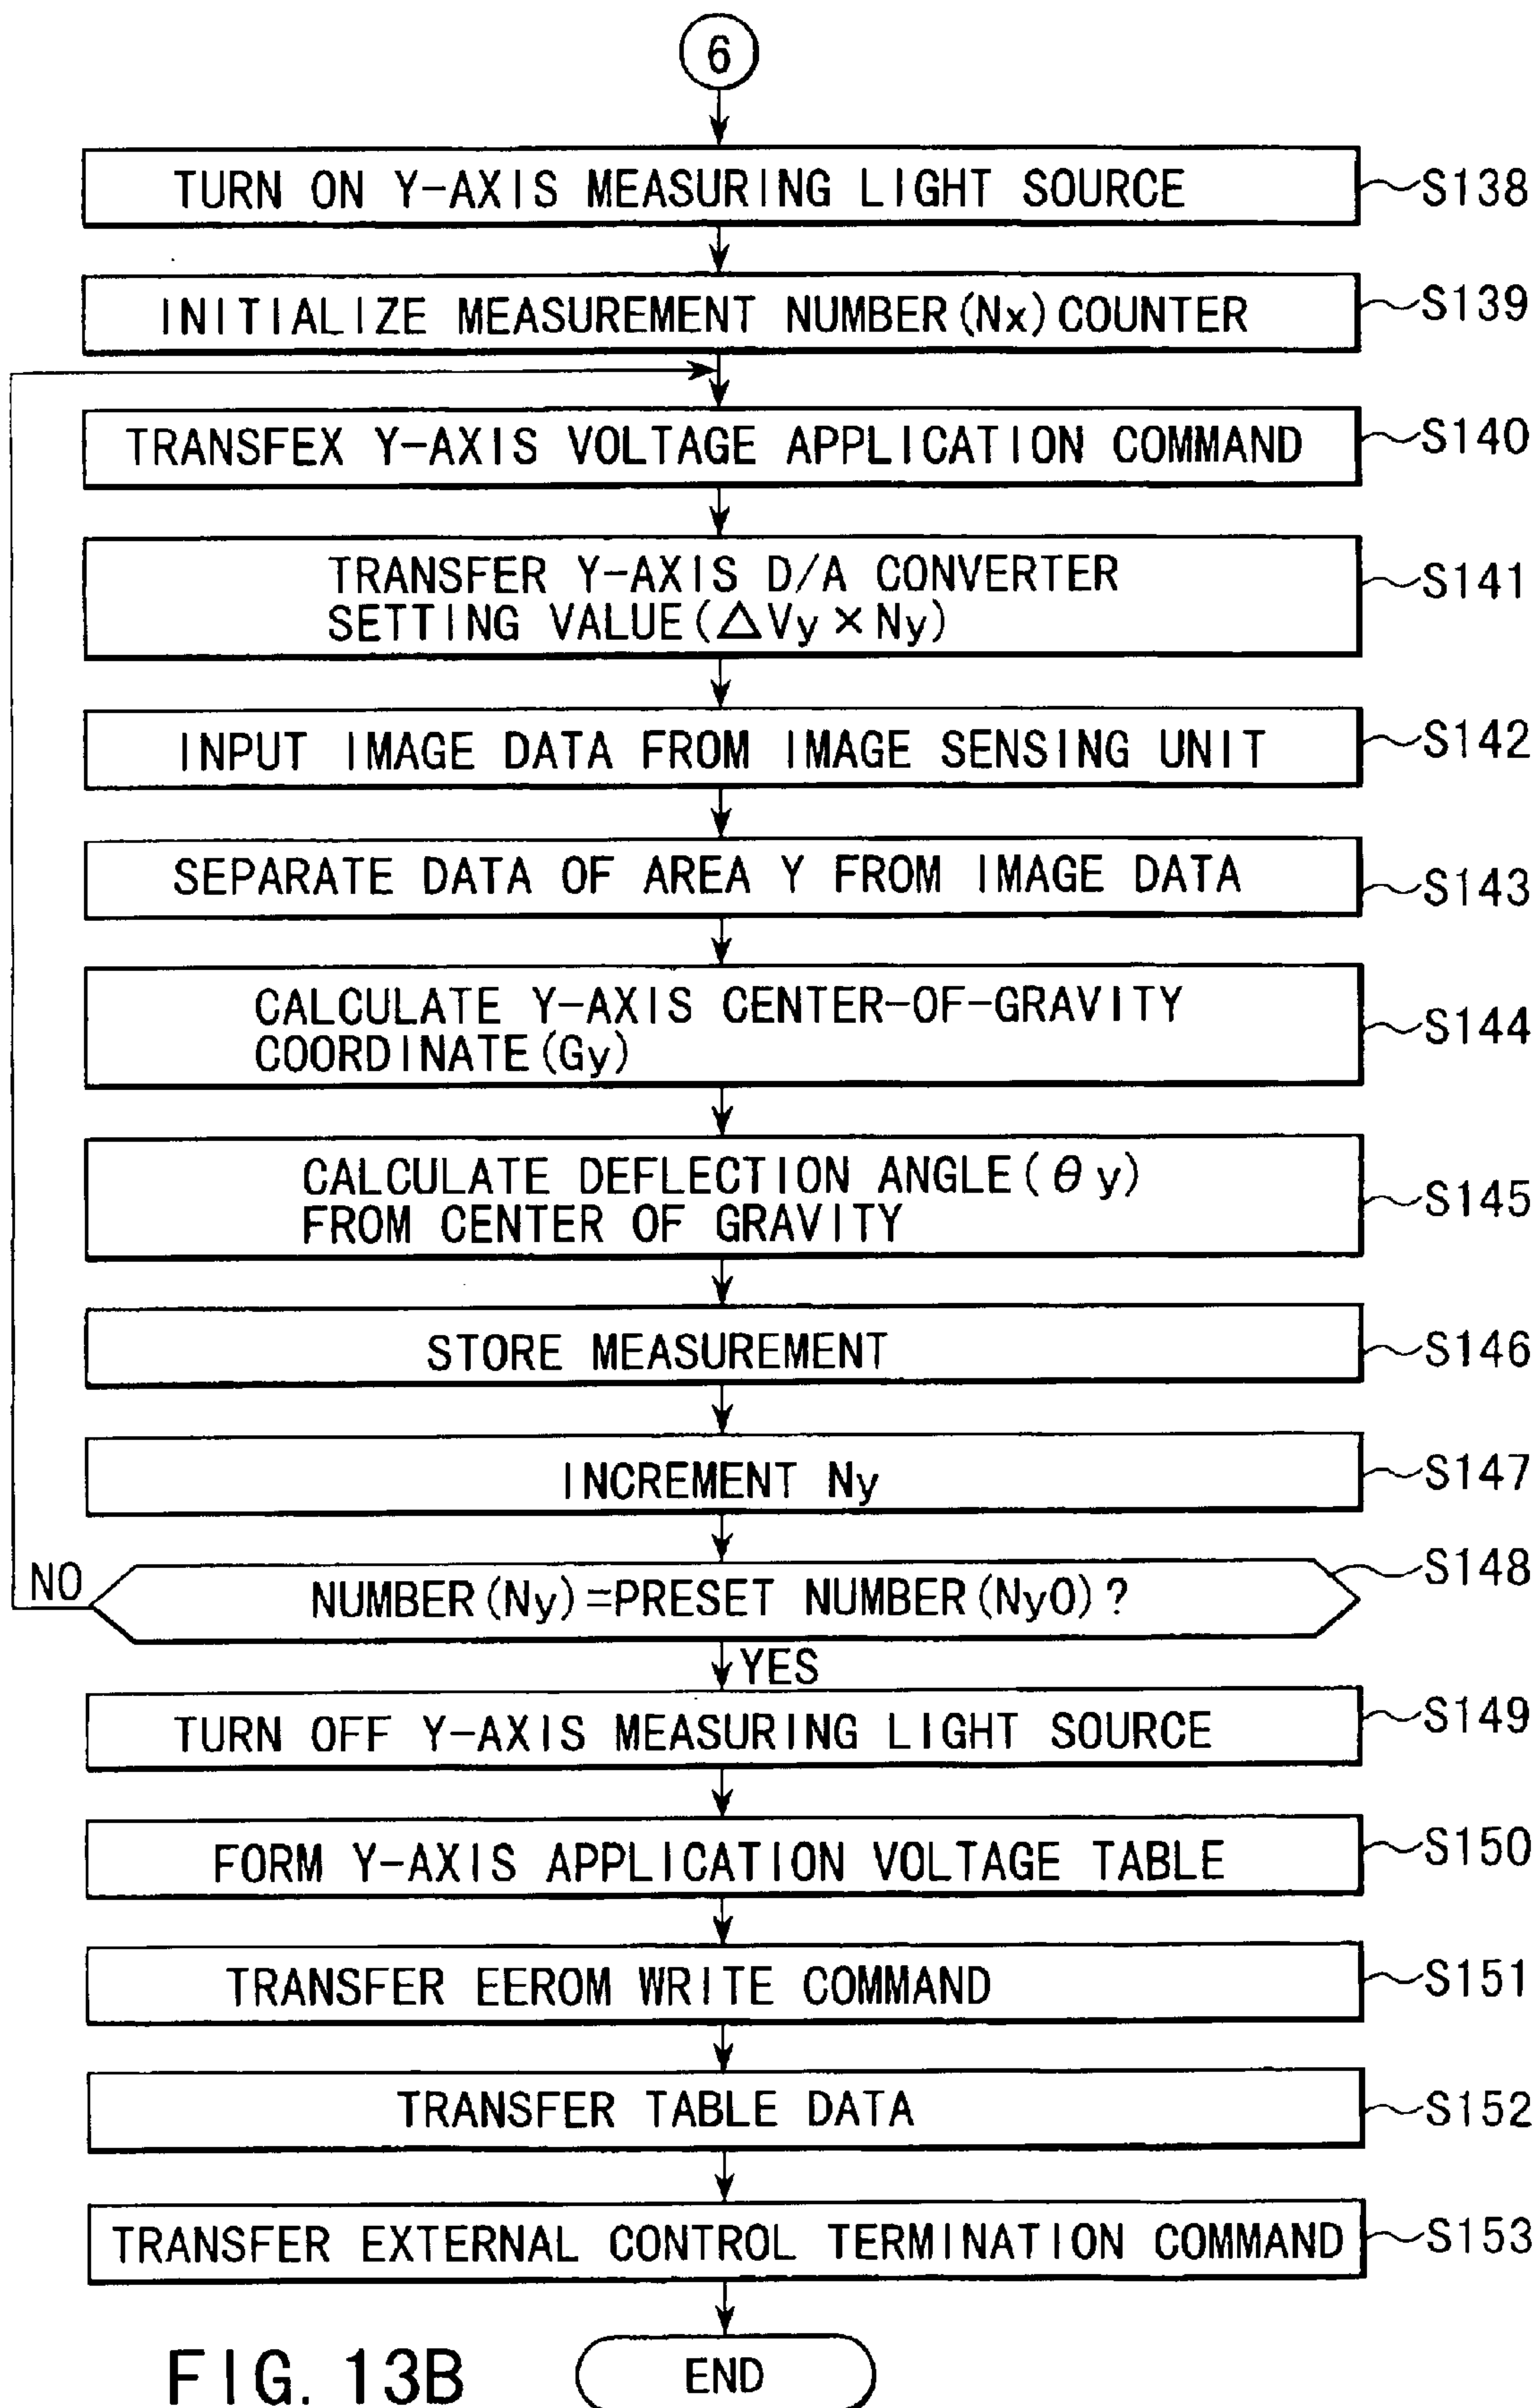 6
TURN ON Y-AXIS MEASURING LIGHT SOURCE
S138
INITIALIZE MEASUREMENT NUMBER(Nx)COUNTER
S139
TRANSFEX Y-AXIS VOLTAGE APPLICATION COMMAND
S140
TRANSFER Y-AXIS D/A CONVERTER
SETTING VALUE(△Vy×Ny)
S141
INPUT IMAGE DATA FROM IMAGE SENSING UNIT
S142
SEPARATE DATA OF AREA Y FROM IMAGE DATA
S143
CALCULATE Y-AXIS CENTER-OF-GRAVITY
COORDINATE(Gy)
S144
CALCULATE DEFLECTION ANGLE(θy)
FROM CENTER OF GRAVITY
S145
STORE MEASUREMENT
S146
INCREMENT Ny
S147
NO
NUMBER(Ny)=PRESET NUMBER(Ny0)?
S148
YES
TURN OFF Y-AXIS MEASURING LIGHT SOURCE
S149
FORM Y-AXIS APPLICATION VOLTAGE TABLE
S150
TRANSFER EEROM WRITE COMMAND
S151
TRANSFER TABLE DATA
S152
TRANSFER EXTERNAL CONTROL TERMINATION COMMAND
S153
END
FIG. 13B